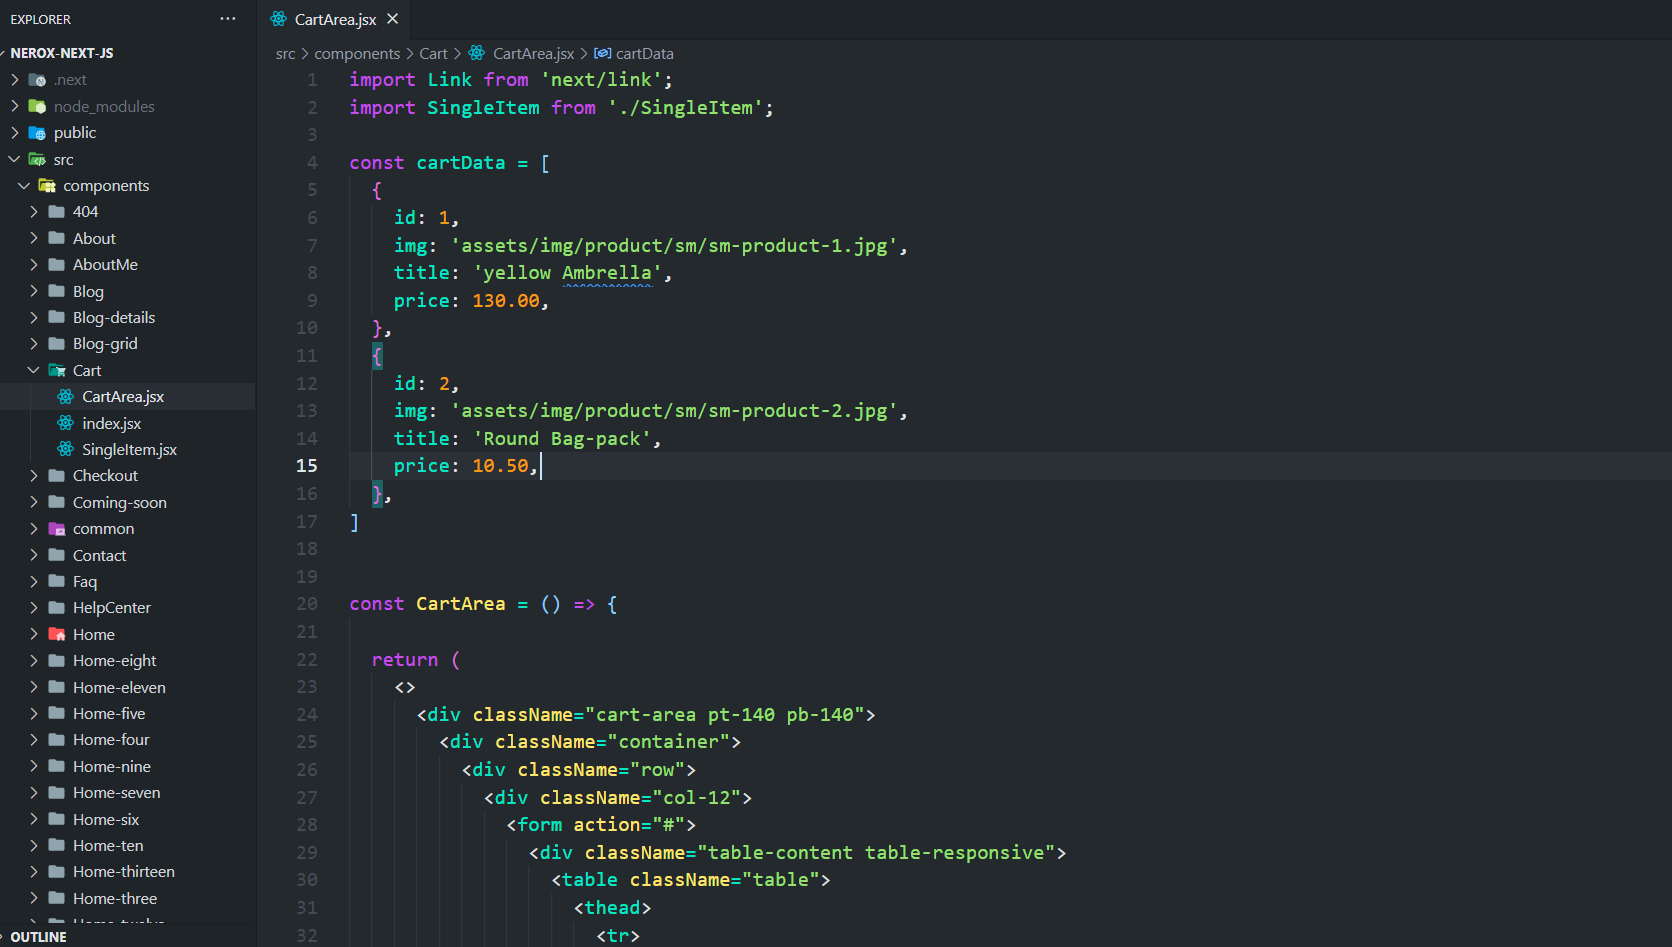 EXPLORER
···
NEROX-NEXT-JS
.next
node_modules
public
src
components
404
About
AboutMe
Blog
Blog-details
Blog-grid
Cart
CartArea.jsx
index.jsx
SingleItem.jsx
Checkout
Coming-soon
common
Contact
Faq
HelpCenter
Home
Home-eight
Home-eleven
Home-five
Home-four
Home-nine
Home-seven
Home-six
Home-ten
Home-thirteen
Home-three
Home-twelve
OUTLINE
CartArea.jsx
src > components > Cart > CartArea.jsx > cartData
1 import Link from 'next/link';
2 import SingleItem from './SingleItem';
3
4 const cartData = [
5 {
6 id: 1,
7 img: 'assets/img/product/sm/sm-product-1.jpg',
8 title: 'yellow Ambrella',
9 price: 130.00,
10 },
11 {
12 id: 2,
13 img: 'assets/img/product/sm/sm-product-2.jpg',
14 title: 'Round Bag-pack',
15 price: 10.50,
16 },
17 ]
18
19
20 const CartArea = () => {
21
22 return (
23 <>
24 <div className="cart-area pt-140 pb-140">
25 <div className="container">
26 <div className="row">
27 <div className="col-12">
28 <form action="#">
29 <div className="table-content table-responsive">
30 <table className="table">
31 <thead>
32 <tr>